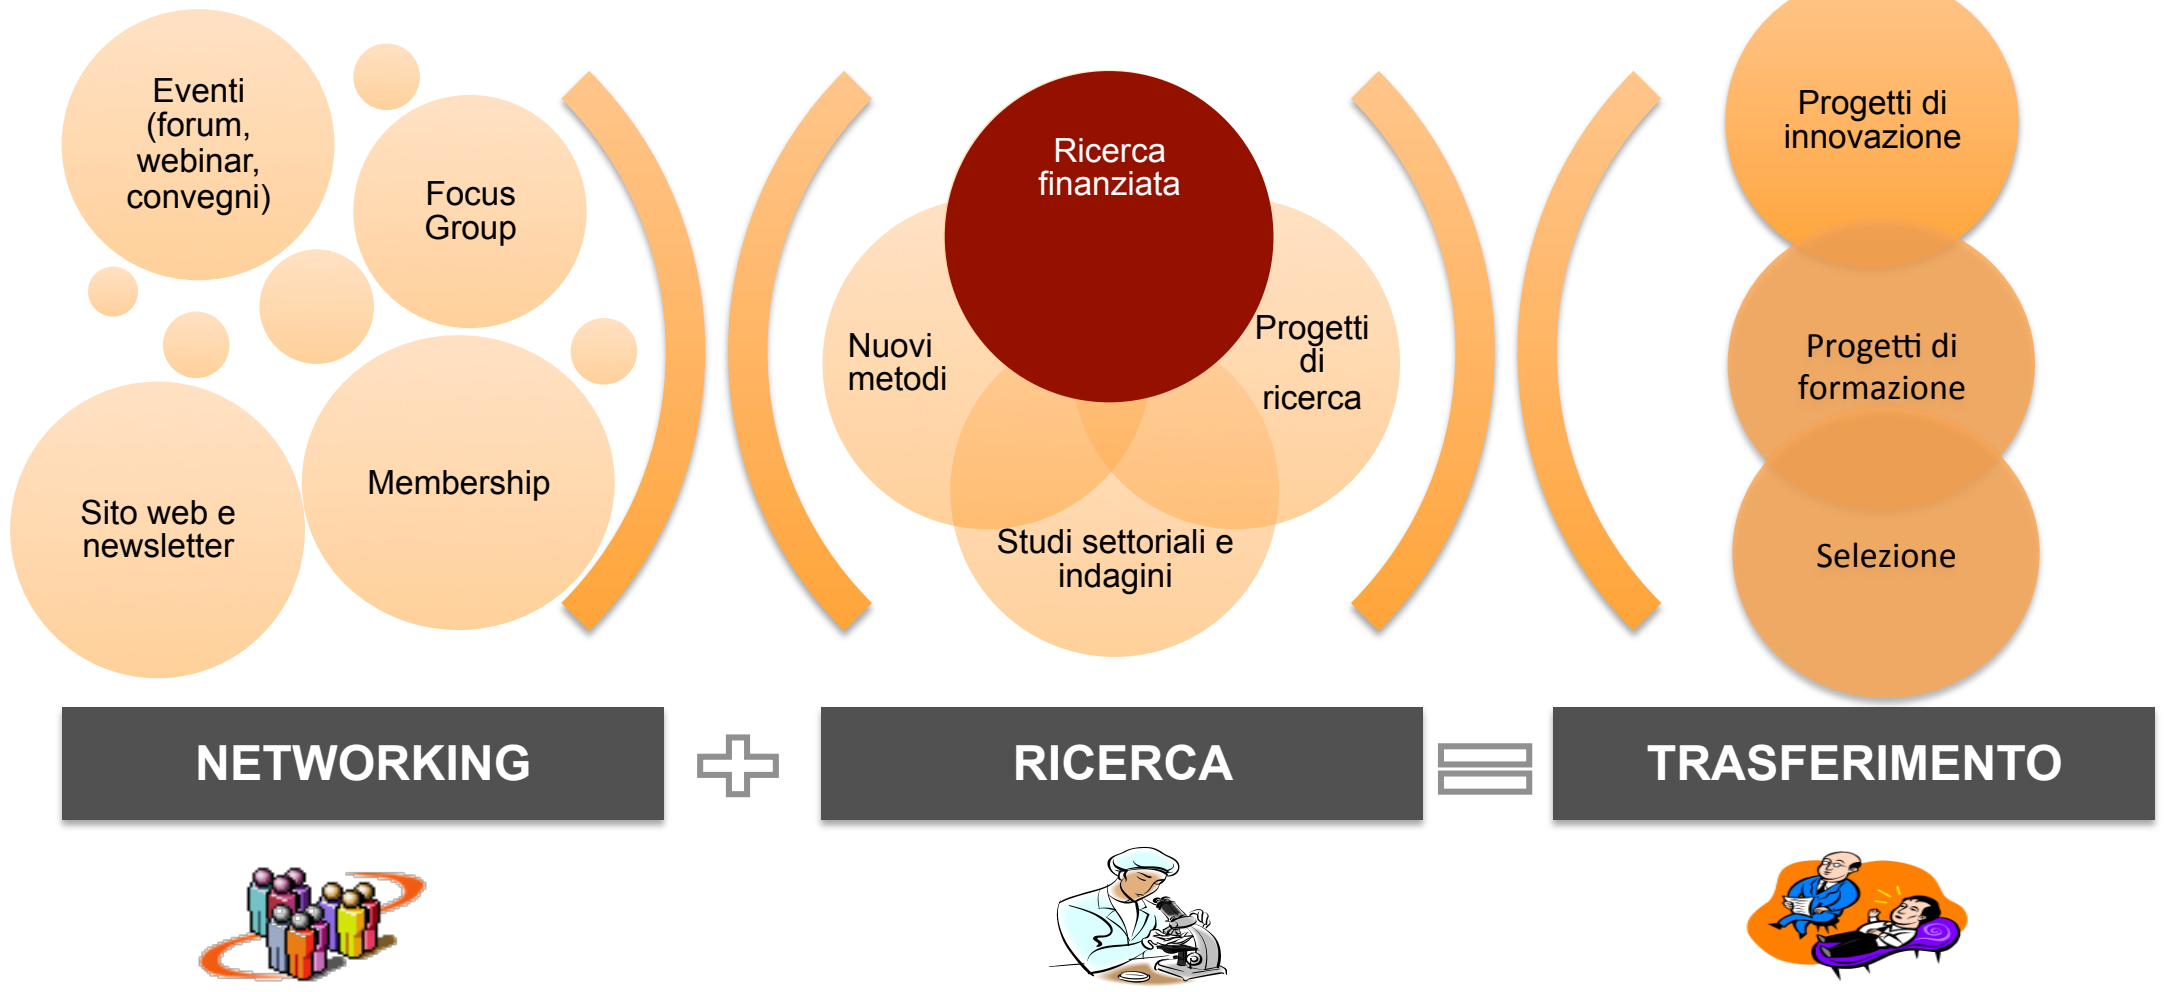 Eventi
(forum,
webinar,
convegni)
Focus
Group
Sito web e
newsletter
Membership
Ricerca
finanziata
Nuovi
metodi
Progetti
di
ricerca
Studi settoriali e
indagini
Progetti di
innovazione
Progetti di
formazione
Selezione
NETWORKING
RICERCA
TRASFERIMENTO